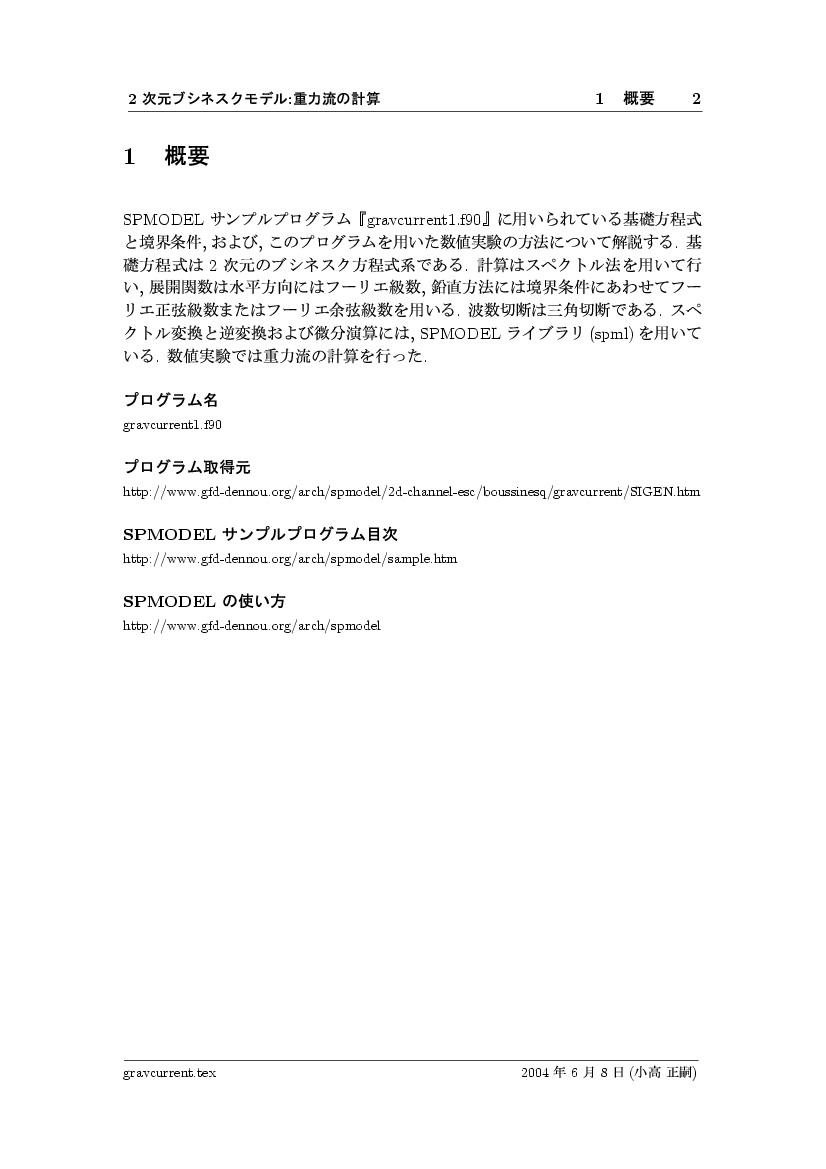 2 次元ブシネスクモデル:重力流の計算 1 概要 2
1 概要
SPMODEL サンプルプログラム『gravcurrent1.f90』に用いられている基礎方程式
と境界条件, および, このプログラムを用いた数値実験の方法について解説する. 基
礎方程式は 2 次元のブシネスク方程式系である. 計算はスペクトル法を用いて行
い, 展開関数は水平方向にはフーリエ級数, 鉛直方法には境界条件にあわせてフー
リエ正弦級数またはフーリエ余弦級数を用いる. 波数切断は三角切断である. スペ
クトル変換と逆変換および微分演算には, SPMODEL ライブラリ (spml) を用いて
いる. 数値実験では重力流の計算を行った.
プログラム名
gravcurrent1.f90
プログラム取得元
http://www.gfd-dennou.org/arch/spmodel/2d-channel-esc/boussinesq/gravcurrent/SIGEN.htm
SPMODEL サンプルプログラム目次
http://www.gfd-dennou.org/arch/spmodel/sample.htm
SPMODEL の使い方
http://www.gfd-dennou.org/arch/spmodel
gravcurrent.tex 2004 年 6 月 8 日 (小高 正嗣)